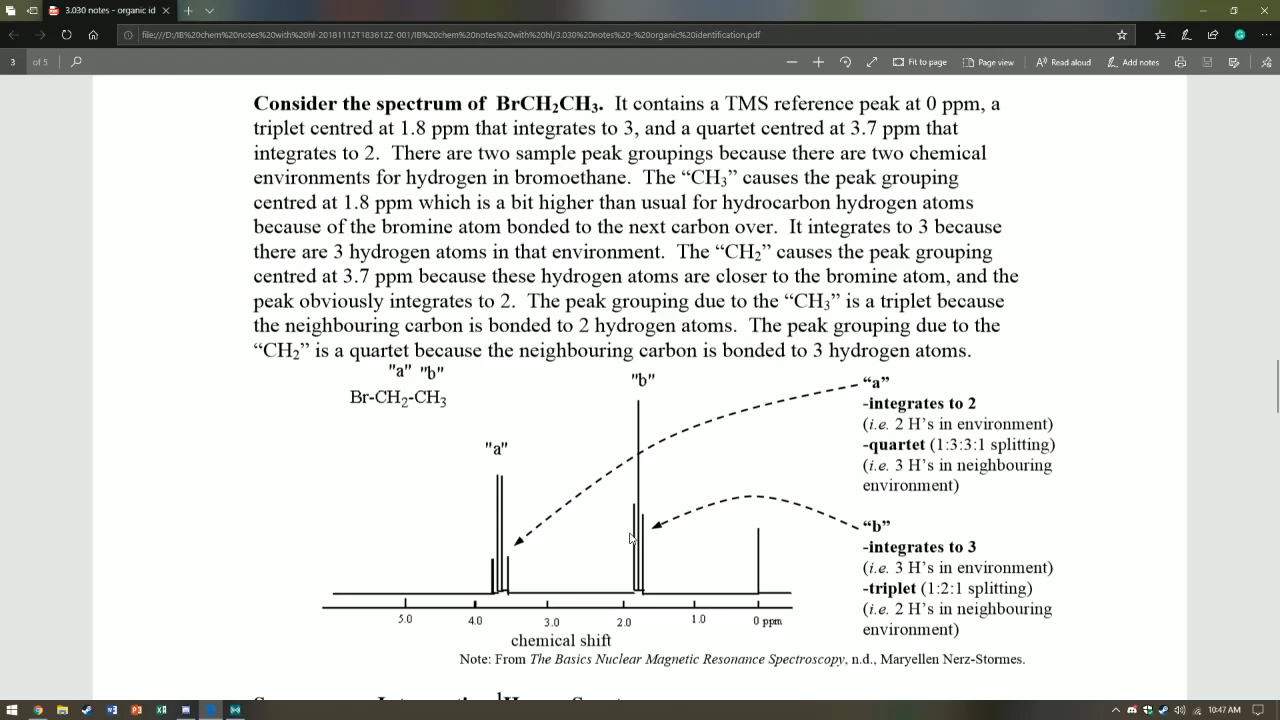 3.030 notes - organic id
file:///D:/IB%20chem%20notes%20with%20hl-20181112T183612Z-001/IB%20chem%20notes%20with%20hl/3.030%20notes%20-%20organic%20identification.pdf
3 of 5
Fit to page
Page view
Read aloud
Add notes
Consider the spectrum of BrCH₂CH₃. It contains a TMS reference peak at 0 ppm, a
triplet centred at 1.8 ppm that integrates to 3, and a quartet centred at 3.7 ppm that
integrates to 2. There are two sample peak groupings because there are two chemical
environments for hydrogen in bromoethane. The “CH₃” causes the peak grouping
centred at 1.8 ppm which is a bit higher than usual for hydrocarbon hydrogen atoms
because of the bromine atom bonded to the next carbon over. It integrates to 3 because
there are 3 hydrogen atoms in that environment. The “CH₂” causes the peak grouping
centred at 3.7 ppm because these hydrogen atoms are closer to the bromine atom, and the
peak obviously integrates to 2. The peak grouping due to the “CH₃” is a triplet because
the neighbouring carbon is bonded to 2 hydrogen atoms. The peak grouping due to the
“CH₂” is a quartet because the neighbouring carbon is bonded to 3 hydrogen atoms.
"a" "b"
Br-CH₂-CH₃
"a"
"b"
“a”
-integrates to 2
(i.e. 2 H’s in environment)
-quartet (1:3:3:1 splitting)
(i.e. 3 H’s in neighbouring
environment)
“b”
-integrates to 3
(i.e. 3 H’s in environment)
-triplet (1:2:1 splitting)
(i.e. 2 H’s in neighbouring
environment)
5.0 4.0 3.0 2.0 1.0 0 ppm
chemical shift
Note: From The Basics Nuclear Magnetic Resonance Spectroscopy, n.d., Maryellen Nerz-Stormes.
10:47 AM